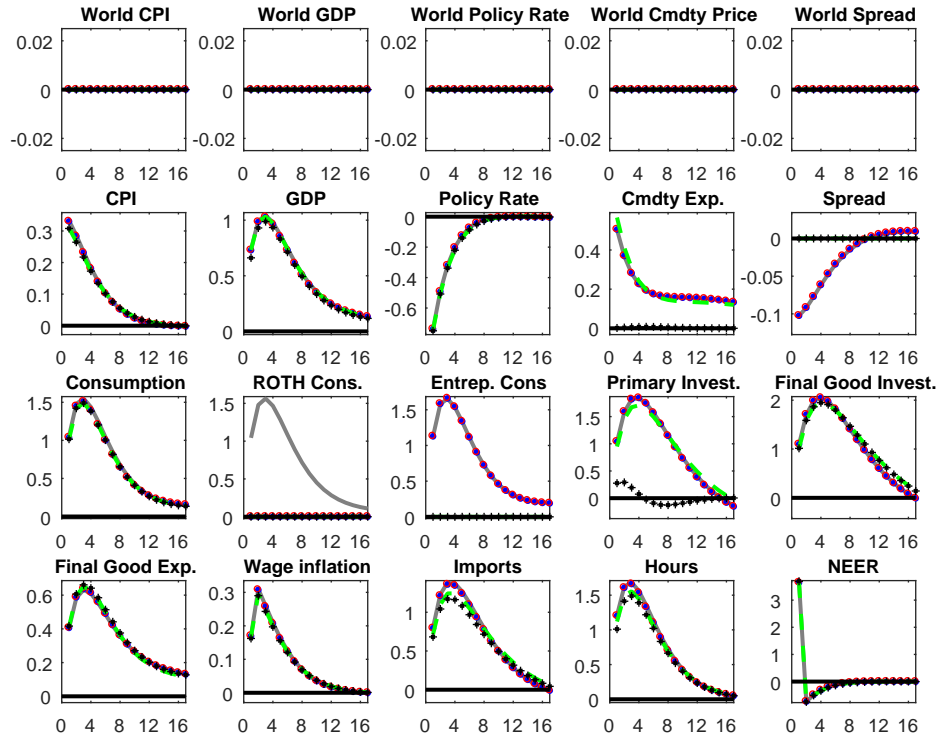 World CPI World GDP World Policy Rate World Cmdty Price World Spread
0.02 0.02 0.02 0.02 0.02
0 0 0 0 0
-0.02 -0.02 -0.02 -0.02 -0.02
0 4 8 12 16 0 4 8 12 16 0 4 8 12 16 0 4 8 12 16 0 4 8 12 16
CPI GDP Policy Rate Cmdty Exp. Spread
0.3 1 0 0.4 0
0.2 0.5 -0.2 0.2 -0.05
0.1 0 -0.4 0 -0.1
0 -0.6
0 4 8 12 16 0 4 8 12 16 0 4 8 12 16 0 4 8 12 16 0 4 8 12 16
Consumption ROTH Cons. Entrep. Cons Primary Invest. Final Good Invest.
1.5 1.5 1.5 1.5 2
1 1 1 1 1
0.5 0.5 0.5 0.5 0
0 0 0 0
0 4 8 12 16 0 4 8 12 16 0 4 8 12 16 0 4 8 12 16 0 4 8 12 16
Final Good Exp. Wage inflation Imports Hours NEER
0.6 0.3 1 1.5 3
0.4 0.2 0.5 1 2
0.2 0.1 0 0.5 1
0 0 0 0
0 4 8 12 16 0 4 8 12 16 0 4 8 12 16 0 4 8 12 16 0 4 8 12 16